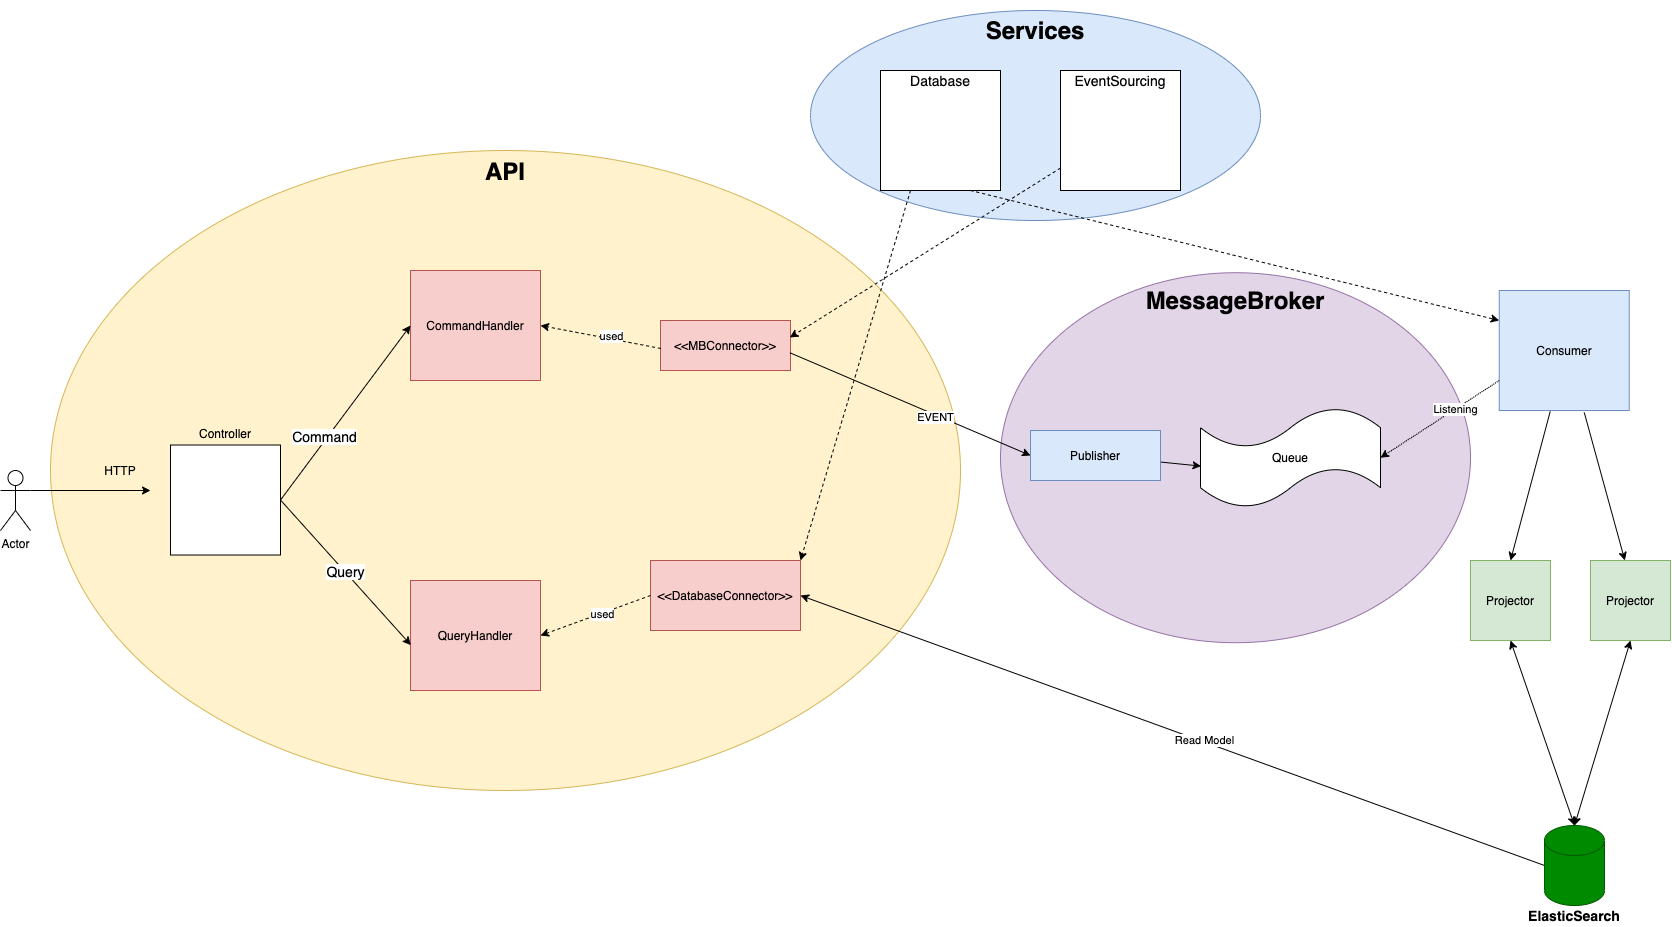 Services
Database
EventSourcing
API
MessageBroker
CommandHandler
used
<<MBConnector>>
Consumer
EVENT
Listening
Controller
Command
Publisher
Queue
HTTP
Actor
Query
QueryHandler
used
<<DatabaseConnector>>
Projector
Projector
Read Model
ElasticSearch